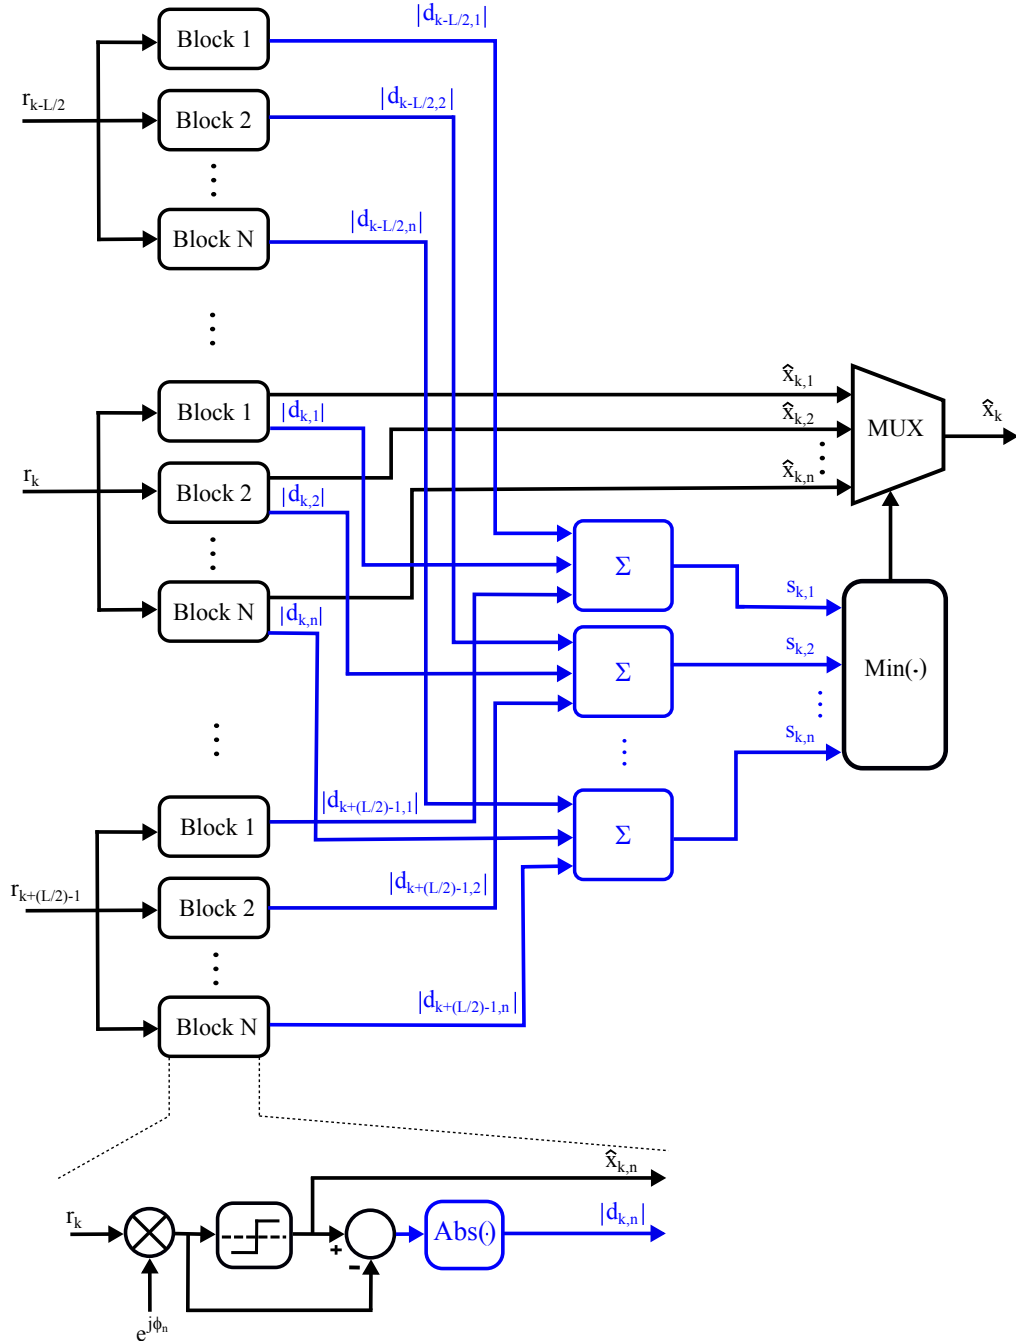 |d_{k-L/2,1}|
Block 1
|d_{k-L/2,2}|
r_{k-L/2}
Block 2
|d_{k-L/2,n}|
Block N
x̂_{k,1}
Block 1
|d_{k,1}|
x̂_{k,2}
MUX
x̂_k
r_k
Block 2
|d_{k,2}|
x̂_{k,n}
Σ
s_{k,1}
Block N
|d_{k,n}|
Σ
s_{k,2}
Min(·)
s_{k,n}
|d_{k+(L/2)-1,1}|
Block 1
Σ
r_{k+(L/2)-1}
|d_{k+(L/2)-1,2}|
Block 2
|d_{k+(L/2)-1,n}|
Block N
x̂_{k,n}
r_k
+
-
Abs(·)
|d_{k,n}|
e^{jϕ_n}